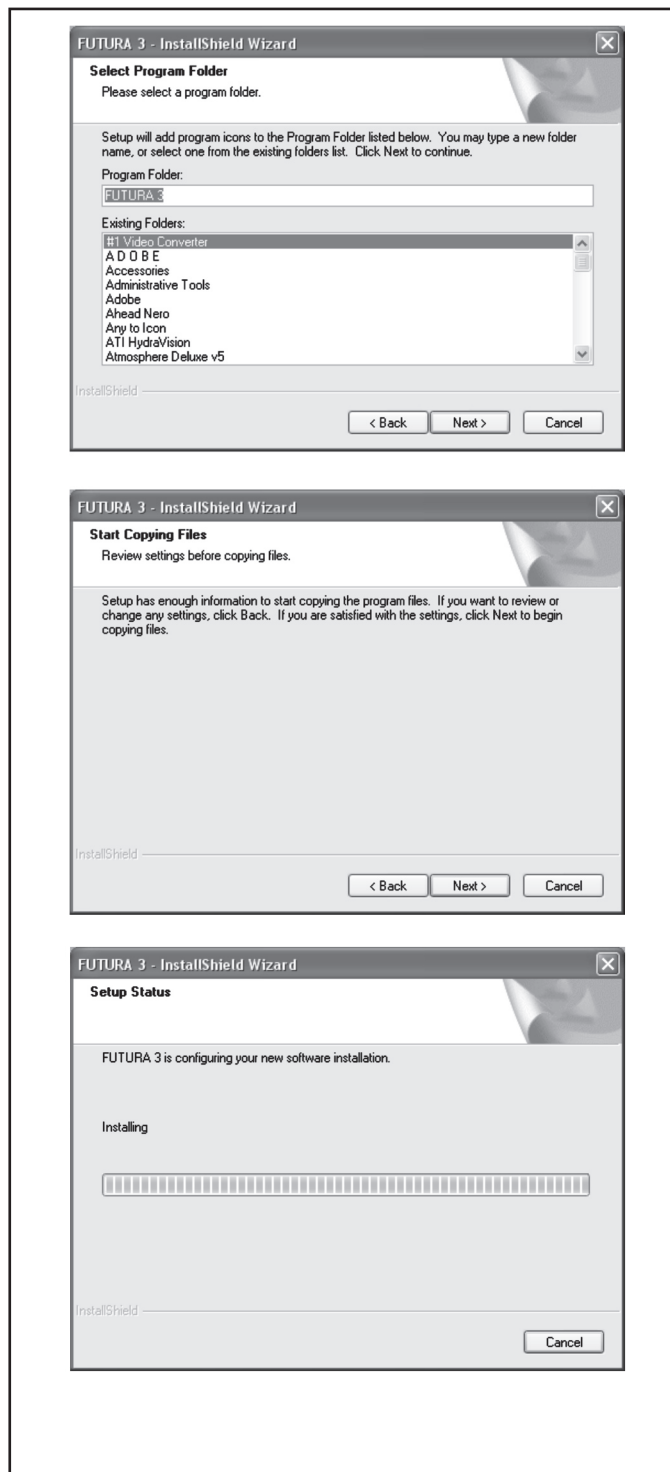 FUTURA 3 - InstallShield Wizard
Select Program Folder
Please select a program folder.
Setup will add program icons to the Program Folder listed below. You may type a new folder
name, or select one from the existing folders list. Click Next to continue.
Program Folder:
FUTURA 3
Existing Folders:
#1 Video Converter
A D O B E
Accessories
Administrative Tools
Adobe
Ahead Nero
Any to Icon
ATI HydraVision
Atmosphere Deluxe v5
InstallShield
< Back Next > Cancel
FUTURA 3 - InstallShield Wizard
Start Copying Files
Review settings before copying files.
Setup has enough information to start copying the program files. If you want to review or
change any settings, click Back. If you are satisfied with the settings, click Next to begin
copying files.
InstallShield
< Back Next > Cancel
FUTURA 3 - InstallShield Wizard
Setup Status
FUTURA 3 is configuring your new software installation.
Installing
InstallShield
Cancel